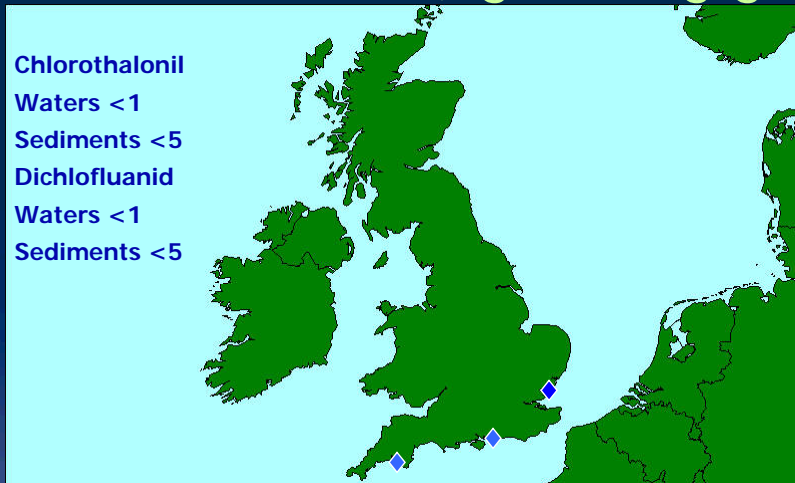 Chlorothalonil
Waters <1
Sediments <5
Dichlofluanid
Waters <1
Sediments <5